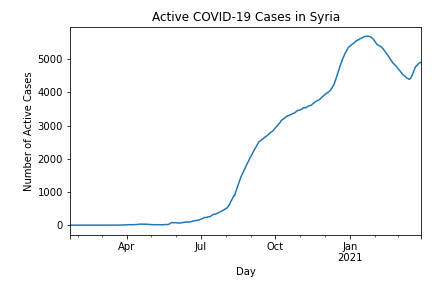 Active COVID-19 Cases in Syria
Number of Active Cases
5000
4000
3000
2000
1000
0
Apr
Jul
Oct
Jan
2021
Day